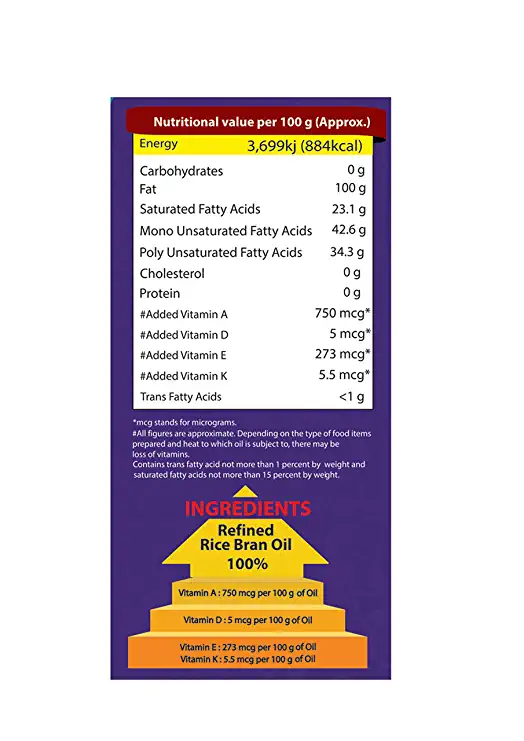 Nutritional value per 100 g (Approx.)
Energy 3,699kj (884kcal)
Carbohydrates 0 g
Fat 100 g
Saturated Fatty Acids 23.1 g
Mono Unsaturated Fatty Acids 42.6 g
Poly Unsaturated Fatty Acids 34.3 g
Cholesterol 0 g
Protein 0 g
#Added Vitamin A 750 mcg*
#Added Vitamin D 5 mcg*
#Added Vitamin E 273 mcg*
#Added Vitamin K 5.5 mcg*
Trans Fatty Acids <1 g
*mcg stands for micrograms.
#All figures are approximate. Depending on the type of food items
prepared and heat to which oil is subject to, there may be
loss of vitamins.
Contains trans fatty acid not more than 1 percent by weight and
saturated fatty acids not more than 15 percent by weight.
INGREDIENTS
Refined
Rice Bran Oil
100%
Vitamin A : 750 mcg per 100 g of Oil
Vitamin D : 5 mcg per 100 g of Oil
Vitamin E : 273 mcg per 100 g of Oil
Vitamin K : 5.5 mcg per 100 g of Oil